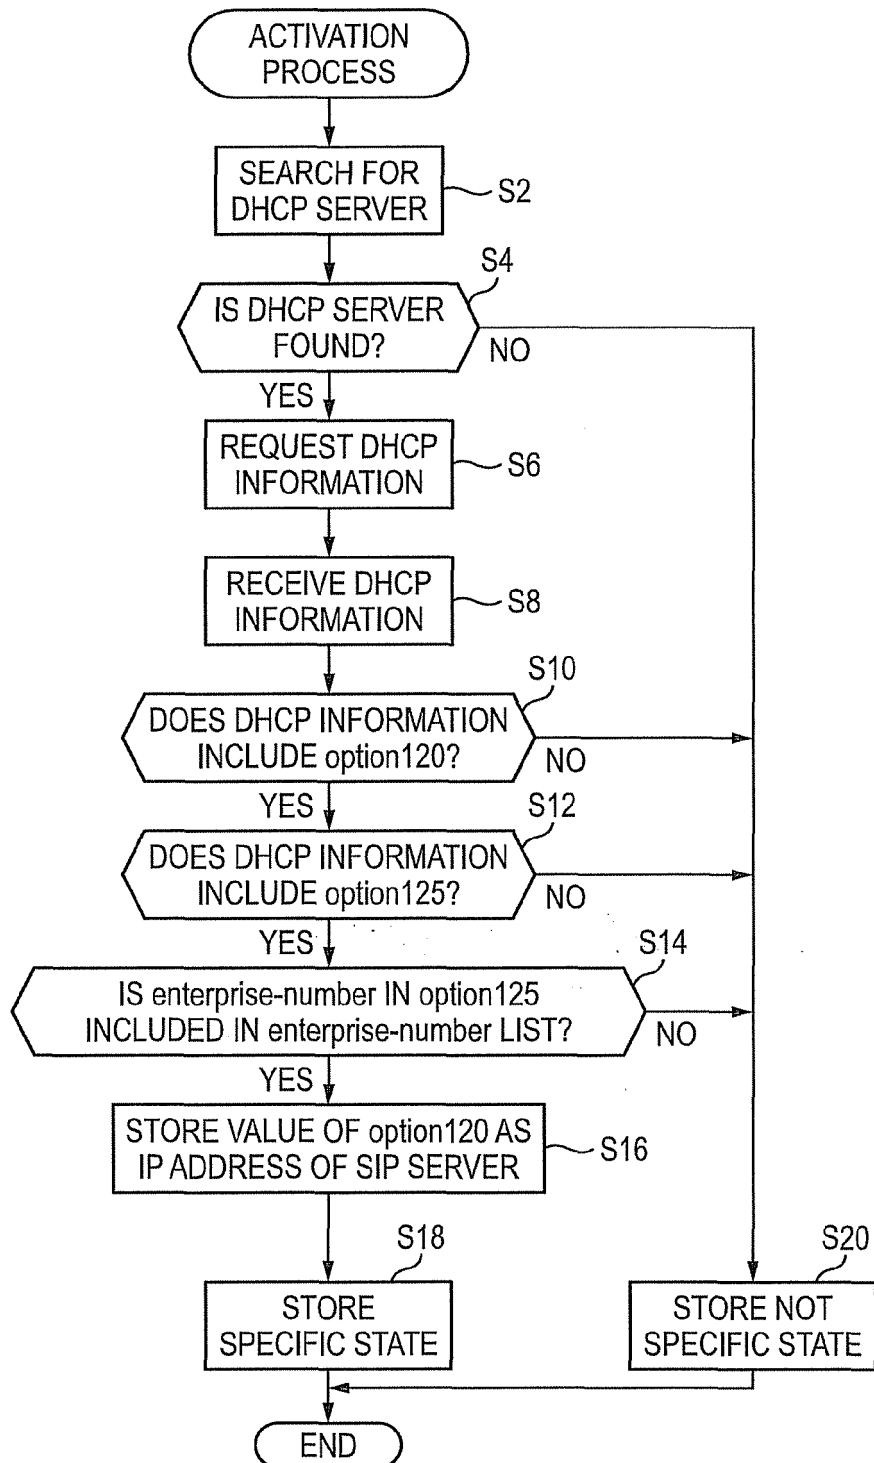 ACTIVATION
PROCESS
SEARCH FOR
DHCP SERVER
S2
S4
IS DHCP SERVER
FOUND?
NO
YES
REQUEST DHCP
INFORMATION
S6
RECEIVE DHCP
INFORMATION
S8
S10
DOES DHCP INFORMATION
INCLUDE option120?
NO
YES
S12
DOES DHCP INFORMATION
INCLUDE option125?
NO
YES
S14
IS enterprise-number IN option125
INCLUDED IN enterprise-number LIST?
NO
YES
STORE VALUE OF option120 AS
IP ADDRESS OF SIP SERVER
S16
S18
STORE
SPECIFIC STATE
S20
STORE NOT
SPECIFIC STATE
END